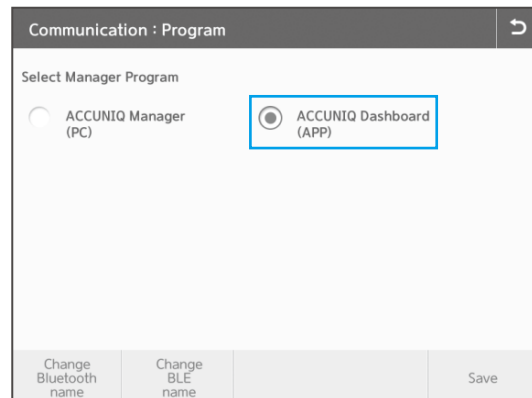 Communication : Program
Select Manager Program
ACCUNIQ Manager
(PC)
ACCUNIQ Dashboard
(APP)
Change
Bluetooth
name
Change
BLE
name
Save